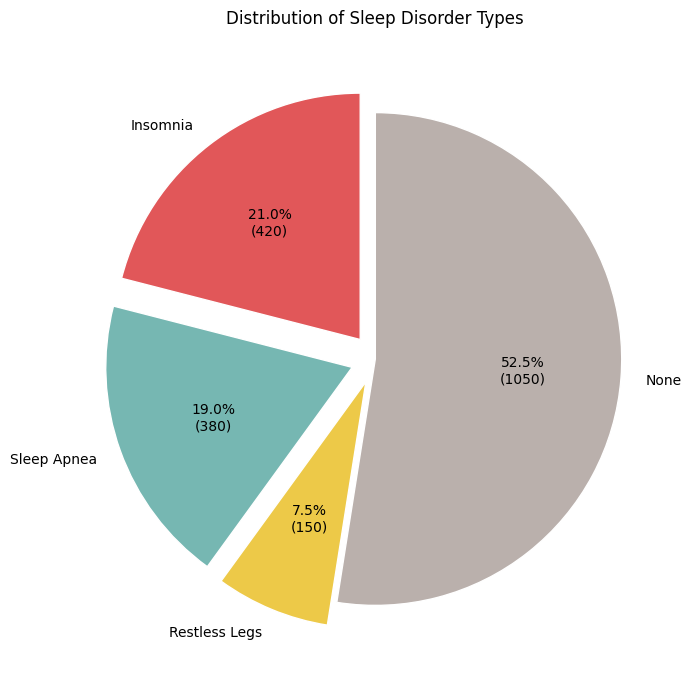 Distribution of Sleep Disorder Types
Insomnia
21.0%
(420)
52.5%
(1050)
None
19.0%
(380)
Sleep Apnea
7.5%
(150)
Restless Legs